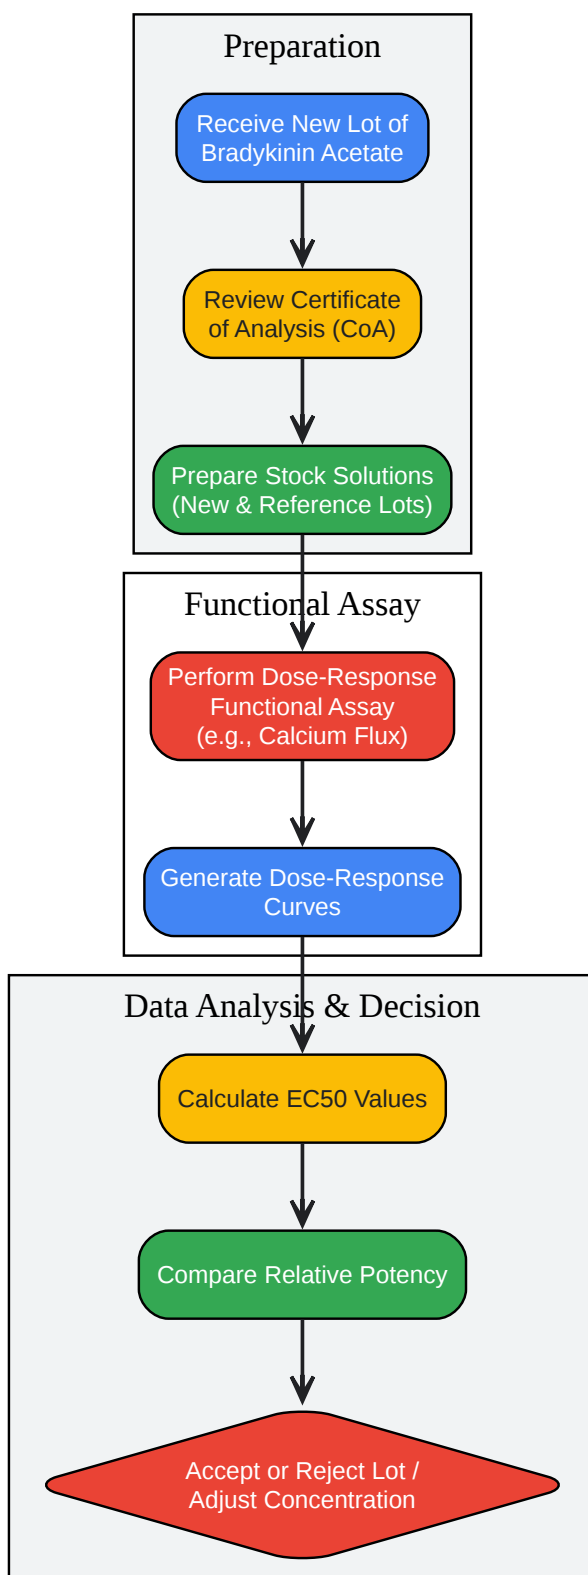 Preparation
Receive New Lot of
Bradykinin Acetate
Review Certificate
of Analysis (CoA)
Prepare Stock Solutions
(New & Reference Lots)
Functional Assay
Perform Dose-Response
Functional Assay
(e.g., Calcium Flux)
Generate Dose-Response
Curves
Data Analysis & Decision
Calculate EC50 Values
Compare Relative Potency
Accept or Reject Lot /
Adjust Concentration